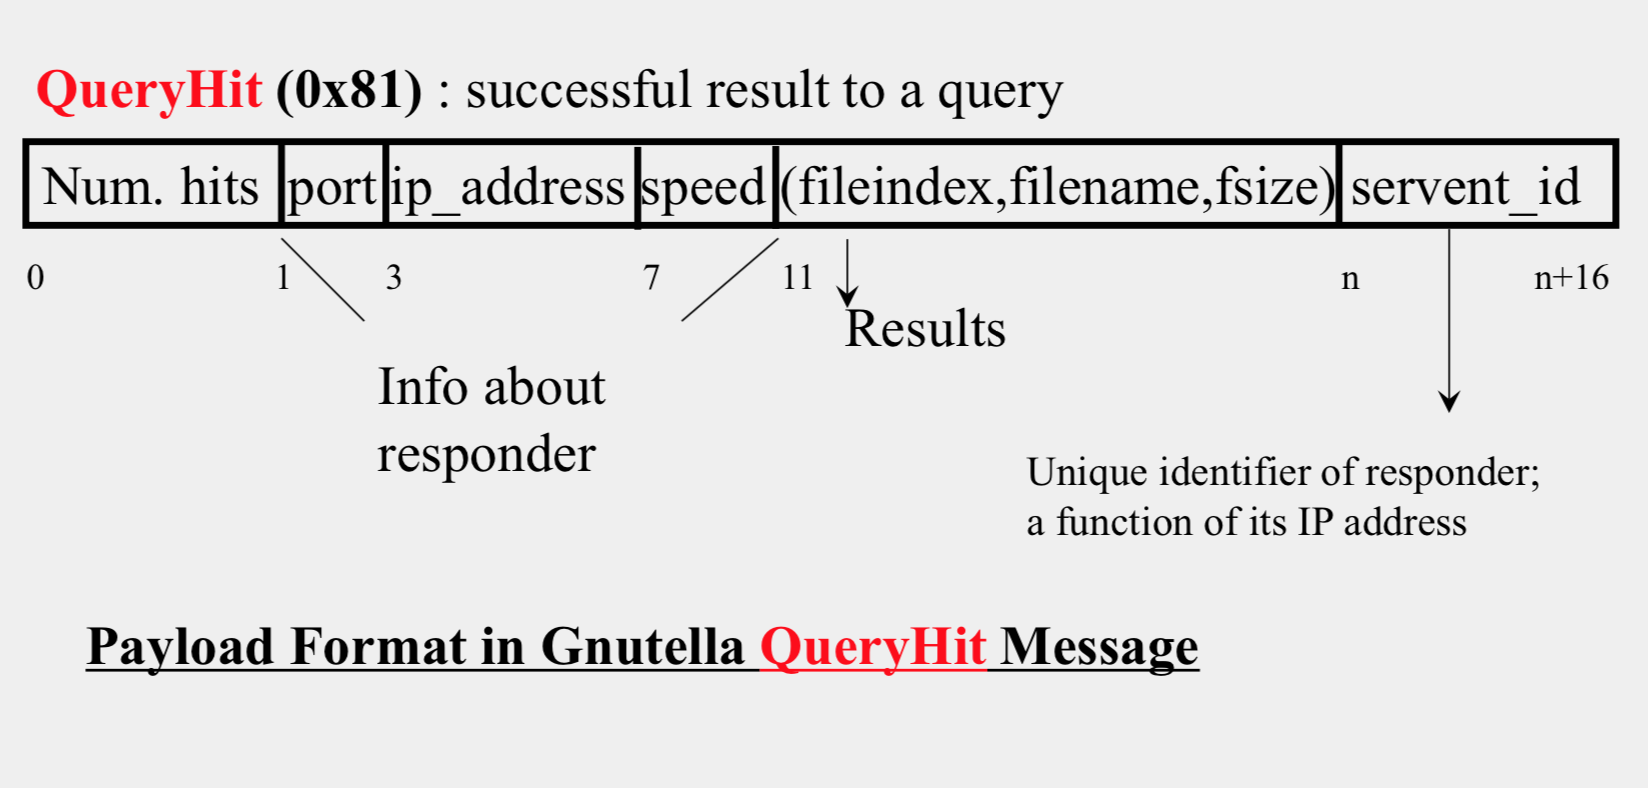 QueryHit (0x81) : successful result to a query
Num. hits port ip_address speed (fileindex,filename,fsize) servent_id
0 1 3 7 11 n n+16
Results
Info about
responder
Unique identifier of responder;
a function of its IP address
Payload Format in Gnutella QueryHit Message